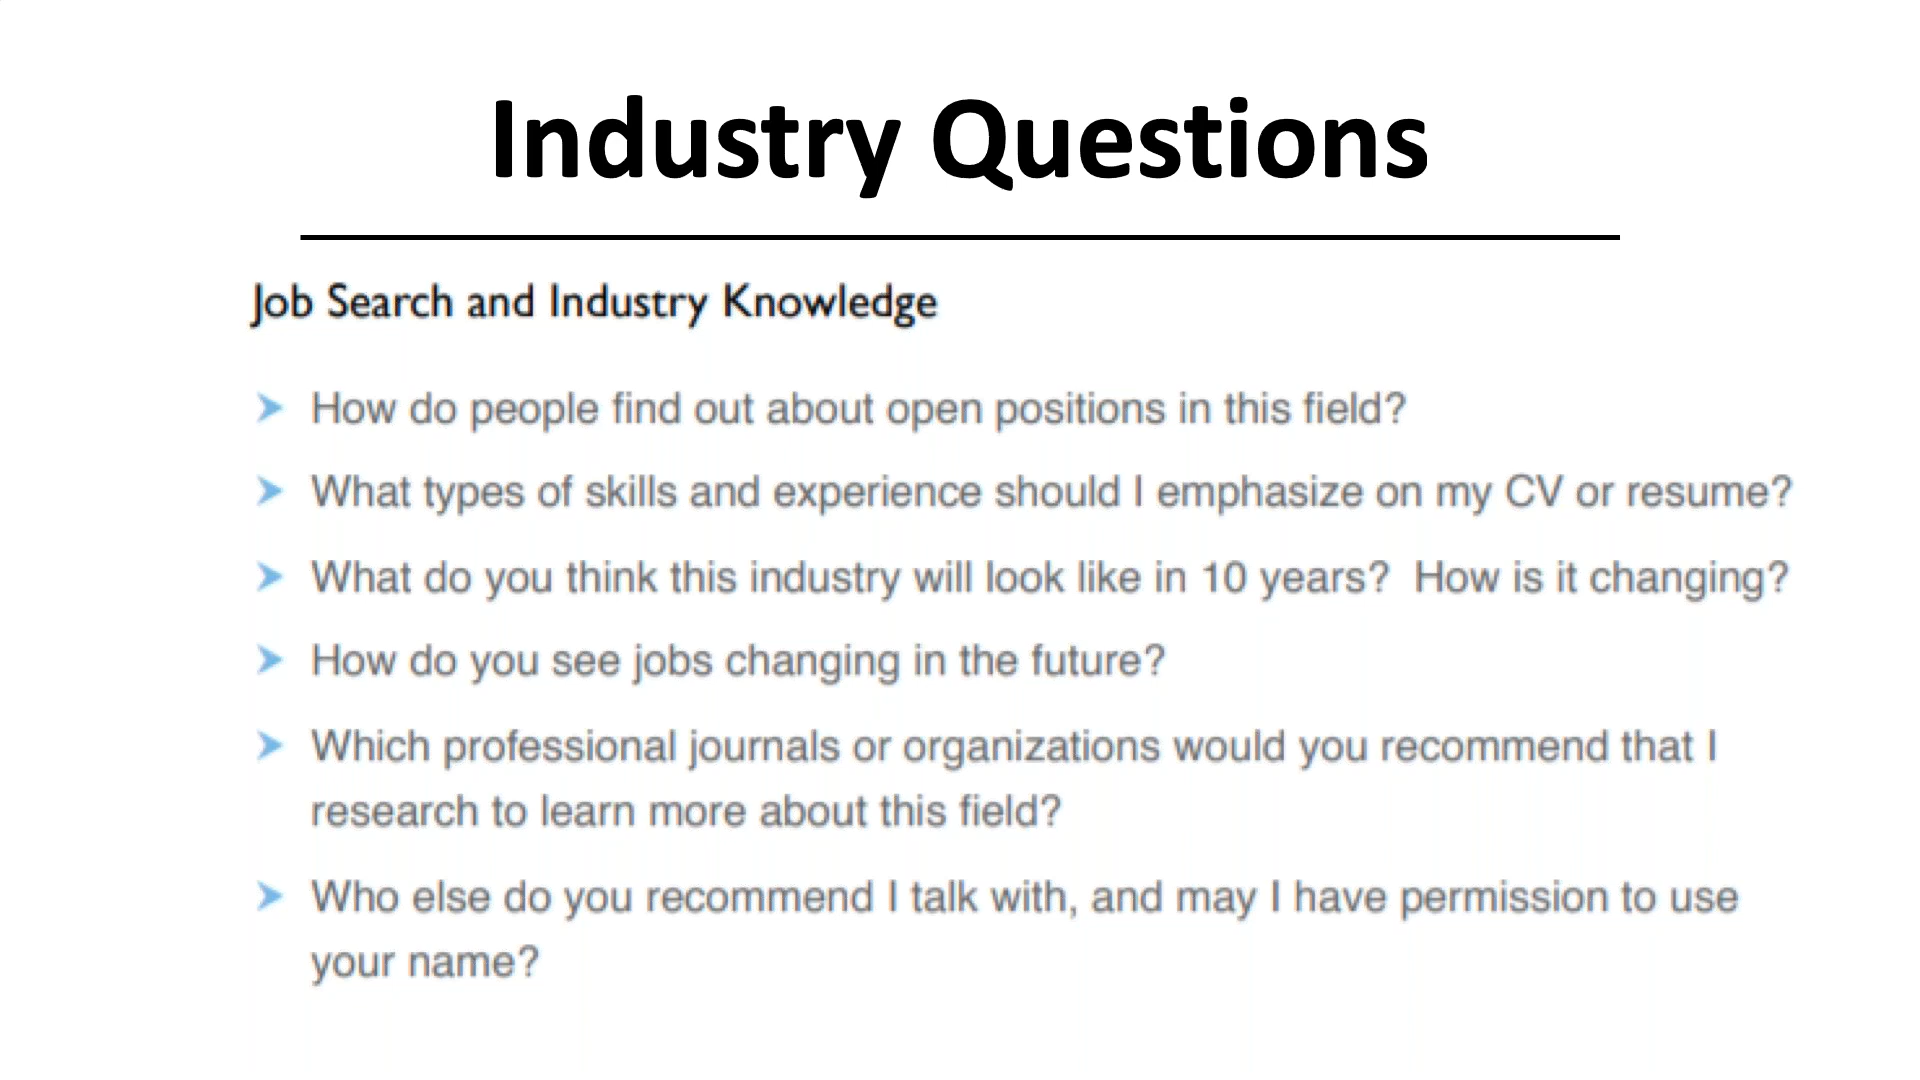 Industry Questions
Job Search and Industry Knowledge
➤ How do people find out about open positions in this field?
➤ What types of skills and experience should I emphasize on my CV or resume?
➤ What do you think this industry will look like in 10 years?  How is it changing?
➤ How do you see jobs changing in the future?
➤ Which professional journals or organizations would you recommend that I
research to learn more about this field?
➤ Who else do you recommend I talk with, and may I have permission to use
your name?